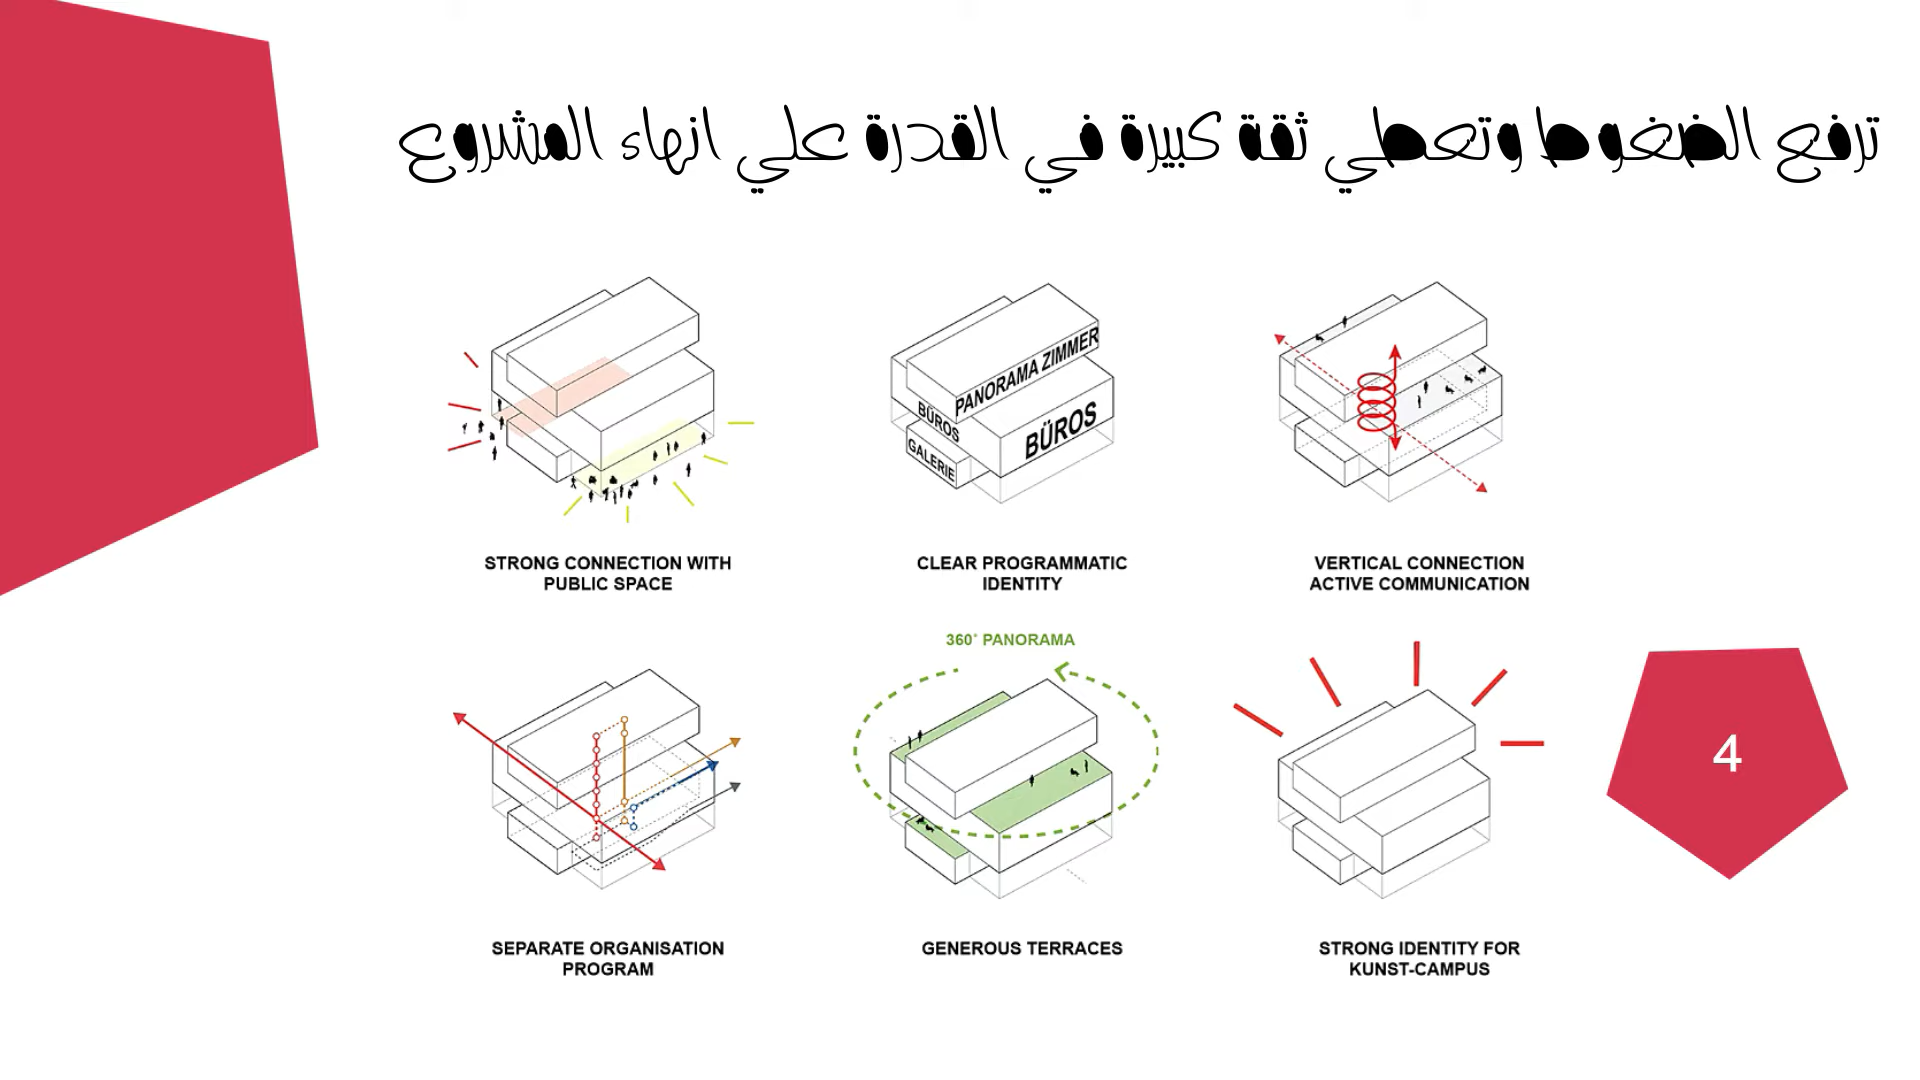 ترفع الضغوط وتعطي ثقة كبيرة في القدرة علي انهاء المشروع
PANORAMA ZIMMER
BÜROS
BÜROS
GALERIE
STRONG CONNECTION WITH
PUBLIC SPACE
CLEAR PROGRAMMATIC
IDENTITY
VERTICAL CONNECTION
ACTIVE COMMUNICATION
360° PANORAMA
4
SEPARATE ORGANISATION
PROGRAM
GENEROUS TERRACES
STRONG IDENTITY FOR
KUNST-CAMPUS